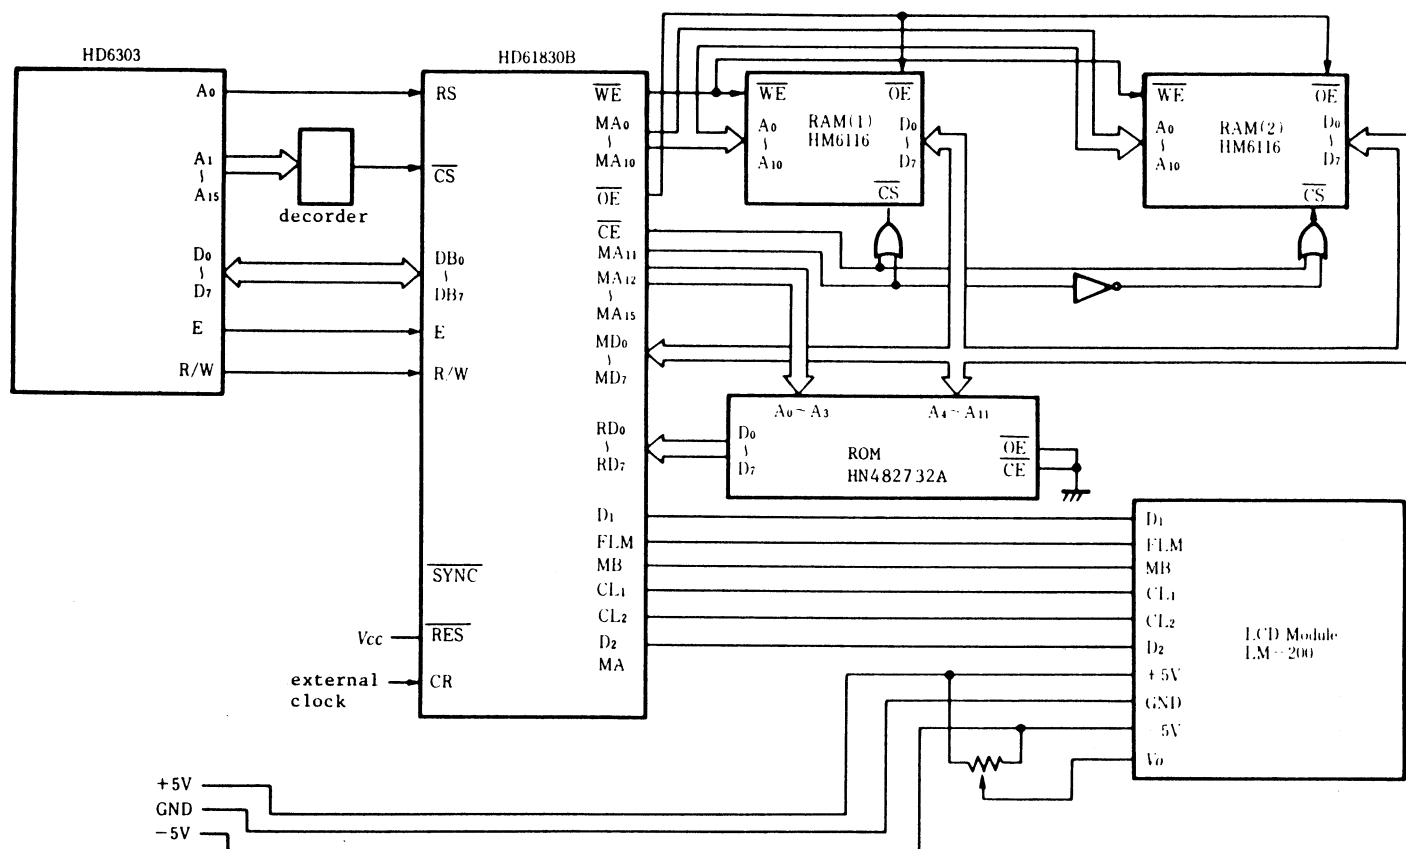 HD6303
A0
A1
~
A15
D0
~
D7
E
R/W
decorder
HD61830B
RS
CS
DB0
~
DB7
E
R/W
SYNC
RES
CR
Vcc
external
clock
WE
MA0
~
MA10
OE
CE
MA11
MA12
~
MA15
MD0
~
MD7
RD0
~
RD7
D1
FLM
MB
CL1
CL2
D2
MA
WE
OE
RAM(1)
HM6116
A0
~
A10
D0
~
D7
CS
WE
OE
RAM(2)
HM6116
A0
~
A10
D0
~
D7
CS
A0~A3
A4~A11
D0
~
D7
ROM
HN482732A
OE
CE
D1
FLM
MB
CL1
CL2
D2
+5V
GND
-5V
V0
LCD Module
LM-200
+5V
GND
-5V